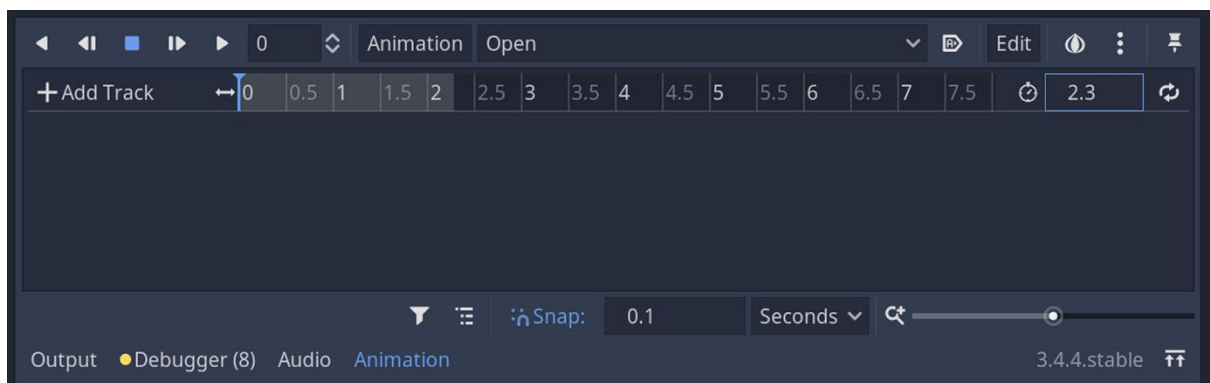 0 Animation Open Edit
Add Track 0 0.5 1 1.5 2 2.5 3 3.5 4 4.5 5 5.5 6 6.5 7 7.5 2.3
Snap: 0.1 Seconds
Output Debugger (8) Audio Animation 3.4.4.stable